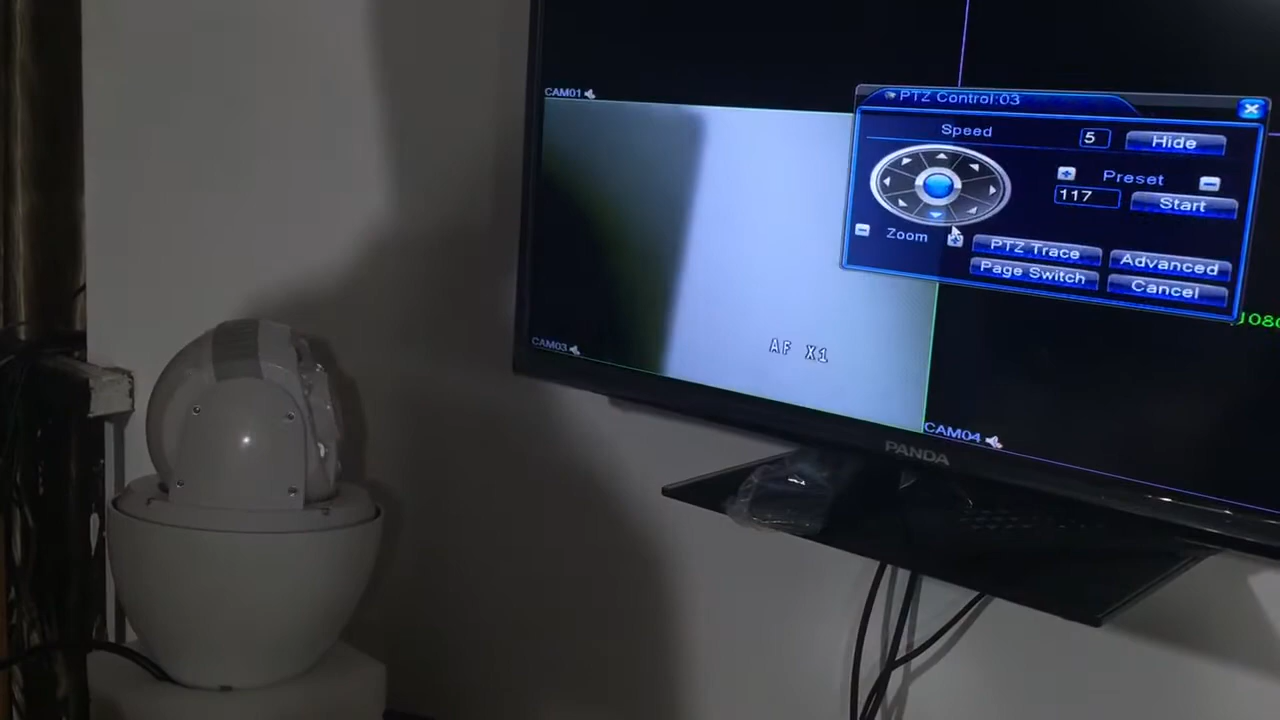 CAM01
PTZ Control:03
Speed
5
Hide
Preset
117
Start
Zoom
PTZ Trace
Advanced
Page Switch
Cancel
AF X1
CAM03
CAM04
PANDA